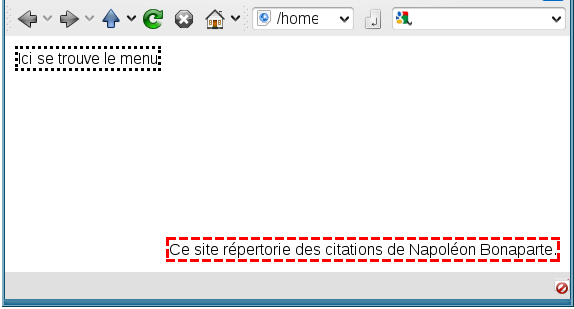 /home
Ici se trouve le menu
Ce site répertorie des citations de Napoléon Bonaparte.